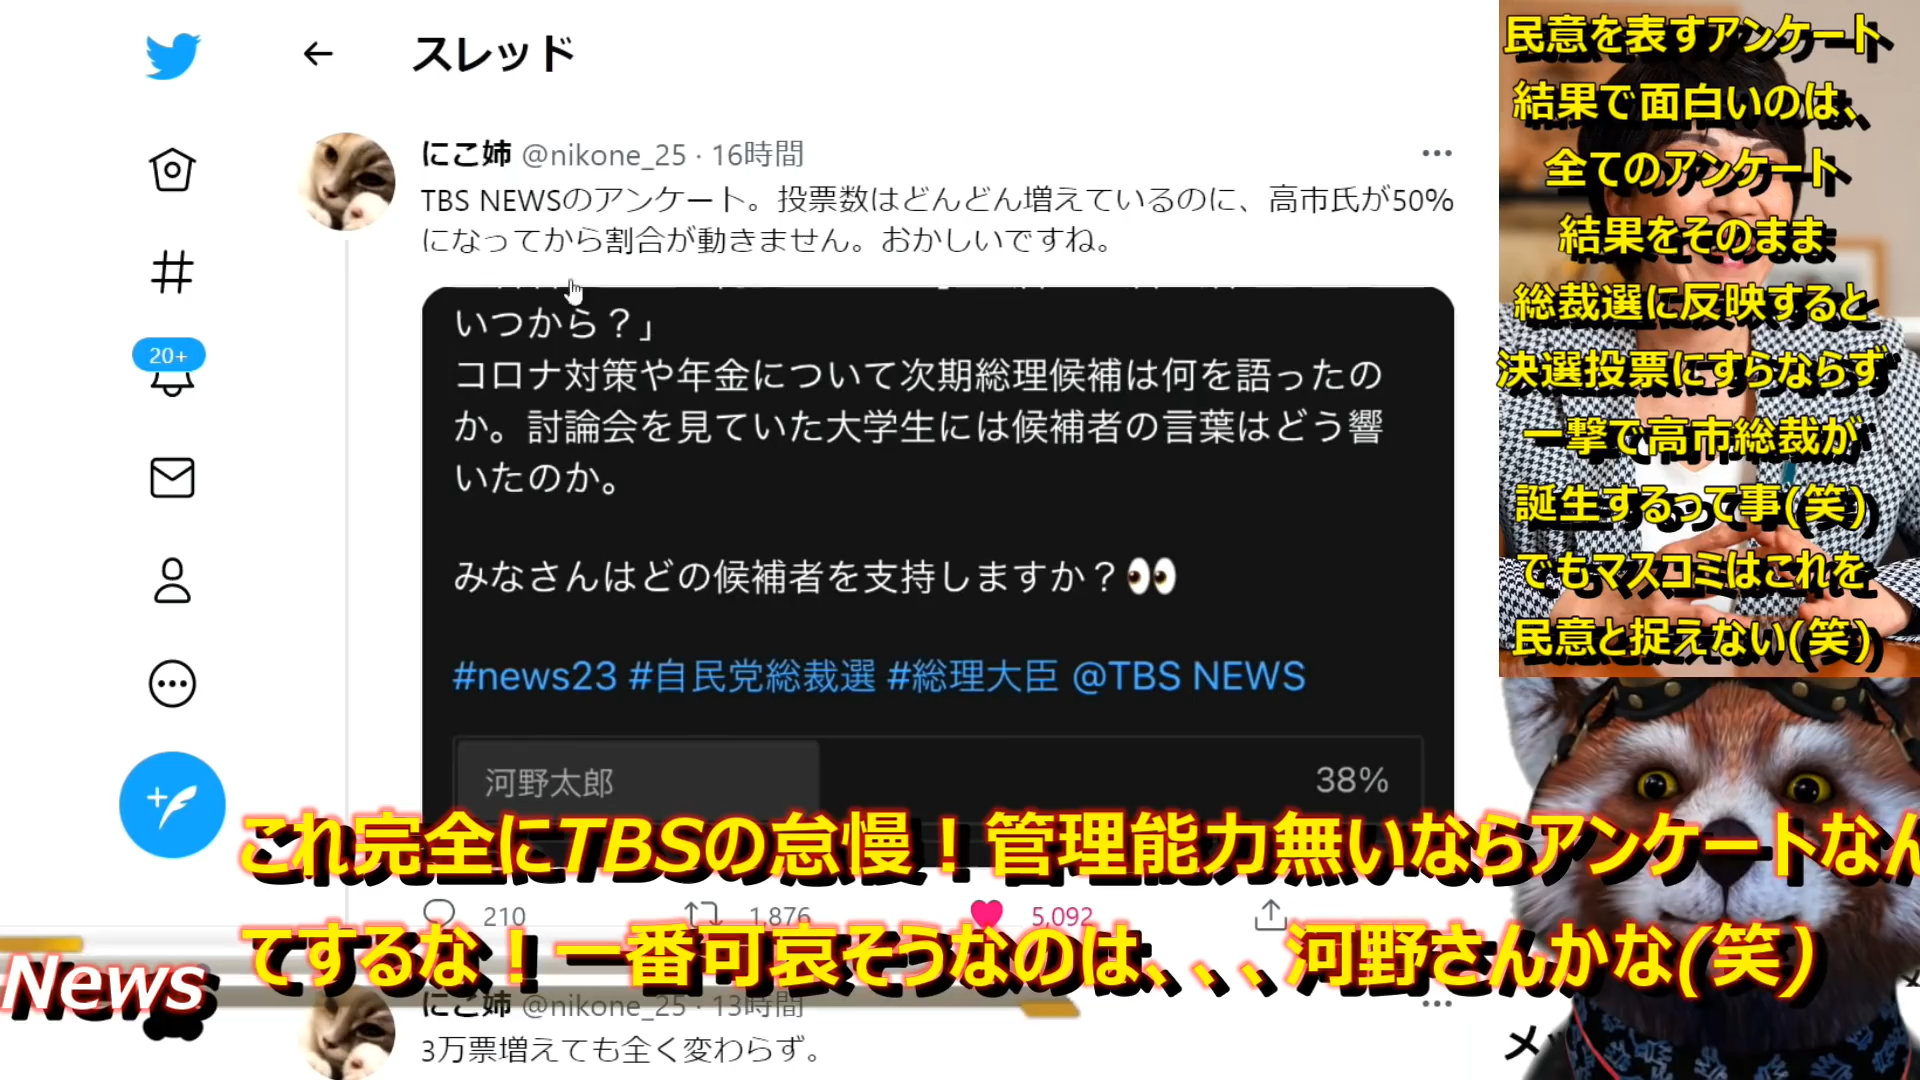 スレッド
にこ姉 @nikone_25 · 16時間
TBS NEWSのアンケート。投票数はどんどん増えているのに、高市氏が50%
になってから割合が動きません。おかしいですね。
いつから？」
コロナ対策や年金について次期総理候補は何を語ったの
か。討論会を見ていた大学生には候補者の言葉はどう響
いたのか。
みなさんはどの候補者を支持しますか？👀
#news23 #自民党総裁選 #総理大臣 @TBS NEWS
河野太郎 38%
20+
210 1,876 5,092
にこ姉 @nikone_25 · 13時間
3万票増えても全く変わらず。
これ完全にTBSの怠慢！管理能力無いならアンケートなん
てするな！一番可哀そうなのは、、、河野さんかな(笑)
News
民意を表すアンケート
結果で面白いのは、
全てのアンケート
結果をそのまま
総裁選に反映すると
決選投票にすらならず
一撃で高市総裁が
誕生するって事(笑)
でもマスコミはこれを
民意と捉えない(笑)